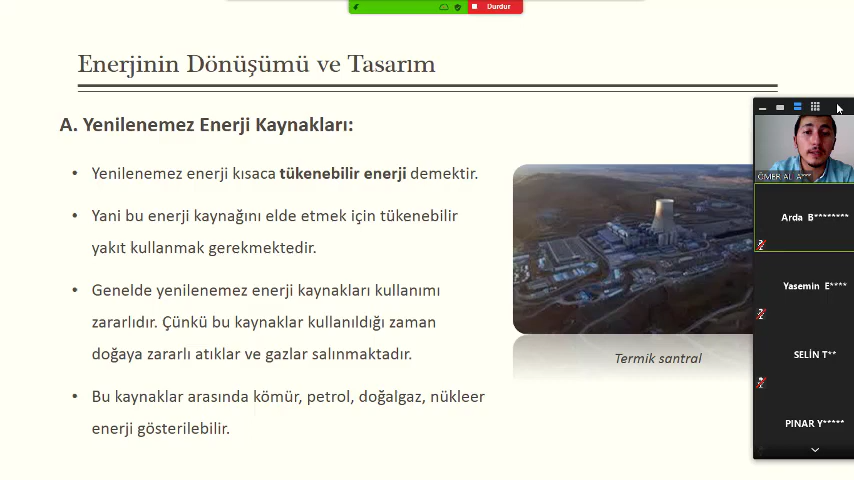 Durdur
Enerjinin Dönüşümü ve Tasarım
A. Yenilenemez Enerji Kaynakları:
• Yenilenemez enerji kısaca tükenebilir enerji demektir.
• Yani bu enerji kaynağını elde etmek için tükenebilir
yakıt kullanmak gerekmektedir.
• Genelde yenilenemez enerji kaynakları kullanımı
zararlıdır. Çünkü bu kaynaklar kullanıldığı zaman
doğaya zararlı atıklar ve gazlar salınmaktadır.
• Bu kaynaklar arasında kömür, petrol, doğalgaz, nükleer
enerji gösterilebilir.
Termik santral
ÖMER AL A***
Arda B********
Yasemin E****
SELİN T**
PINAR Y*****